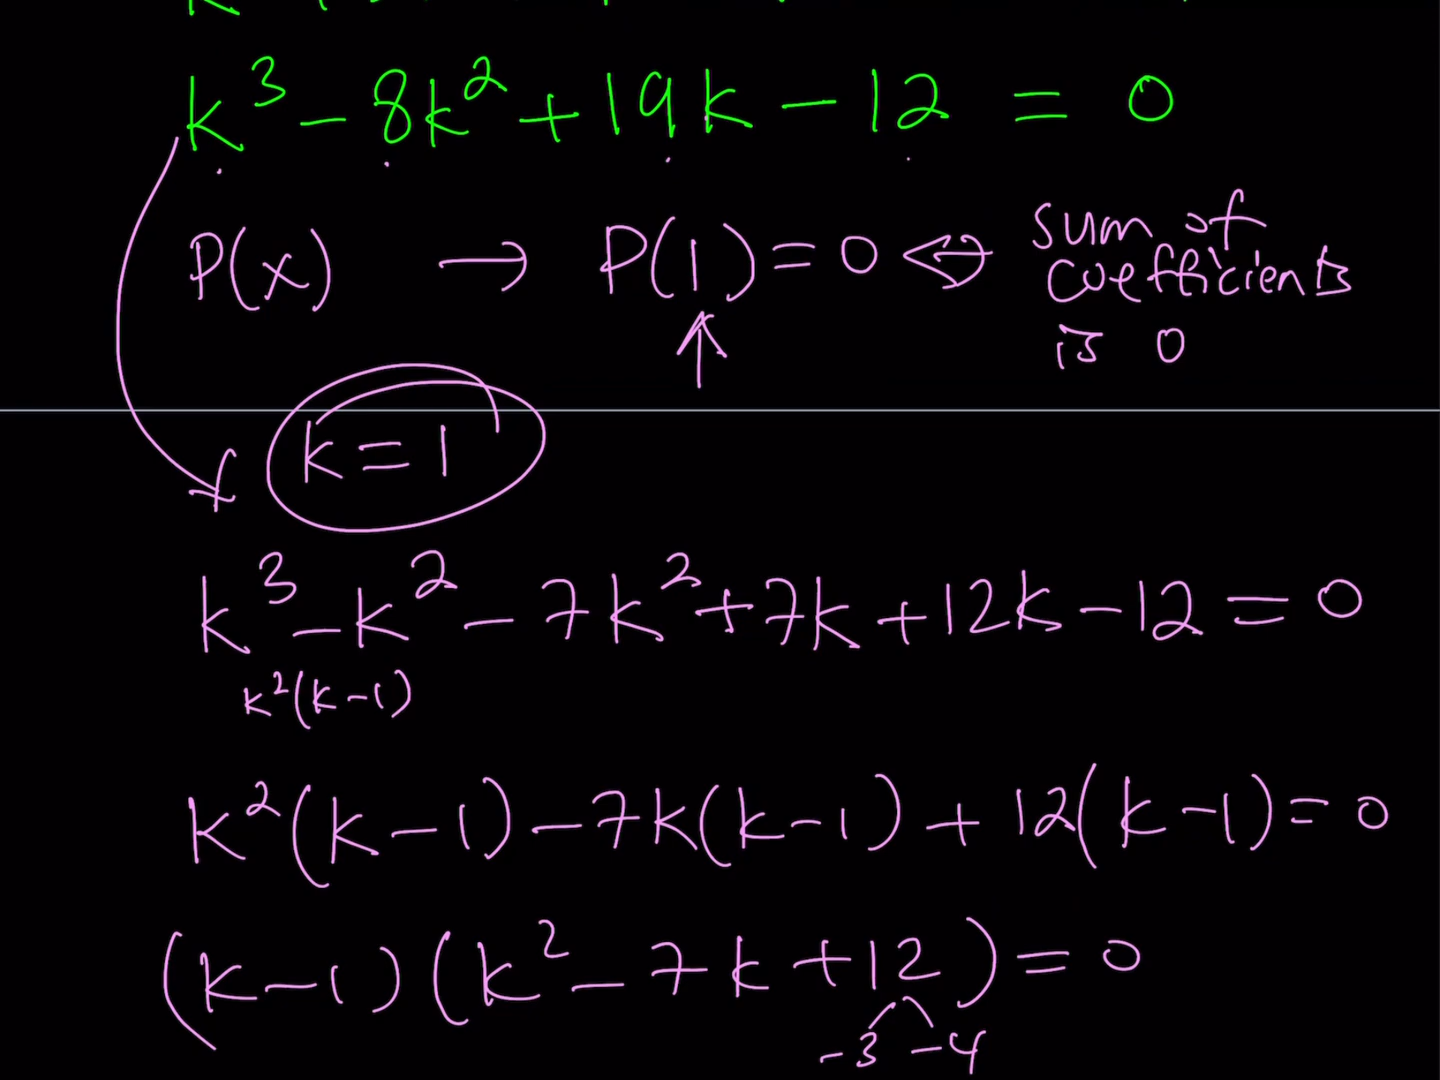 k³ - 8k² + 19k - 12 = 0
P(x) → P(1) = 0 ⇔ sum of
coefficients
is 0
↑
k = 1
k³ - k² - 7k² + 7k + 12k - 12 = 0
k²(k - 1)
k²(k - 1) - 7k(k - 1) + 12(k - 1) = 0
(k - 1)(k² - 7k + 12) = 0
-3 -4